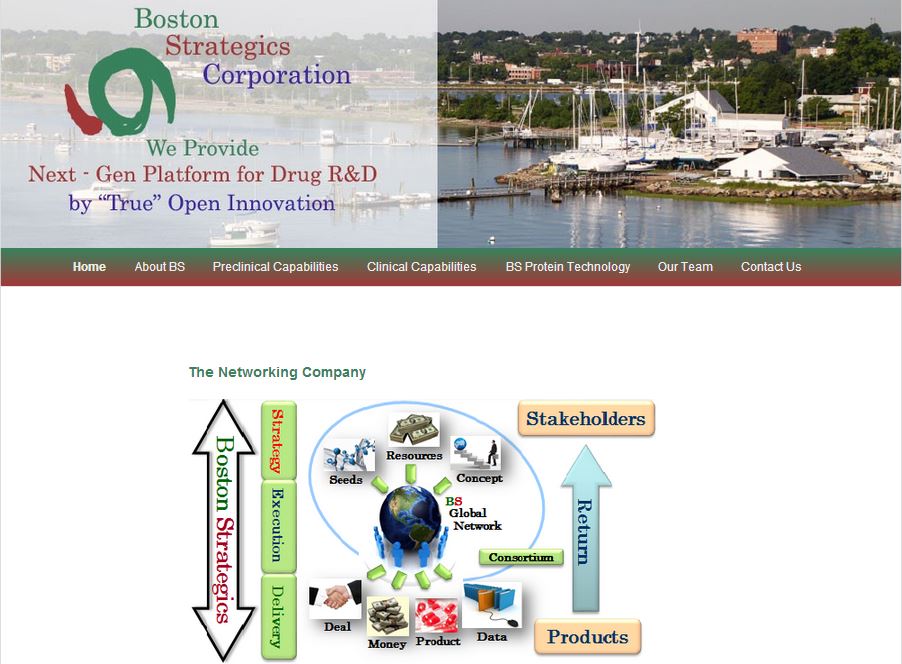 Boston
Strategics
Corporation
We Provide
Next - Gen Platform for Drug R&D
by “True” Open Innovation
Home
About BS
Preclinical Capabilities
Clinical Capabilities
BS Protein Technology
Our Team
Contact Us
The Networking Company
Boston Strategics
Strategy
Execution
Delivery
Resources
Seeds
Concept
BS
Global
Network
Consortium
Deal
Money
Product
Data
Stakeholders
Return
Products